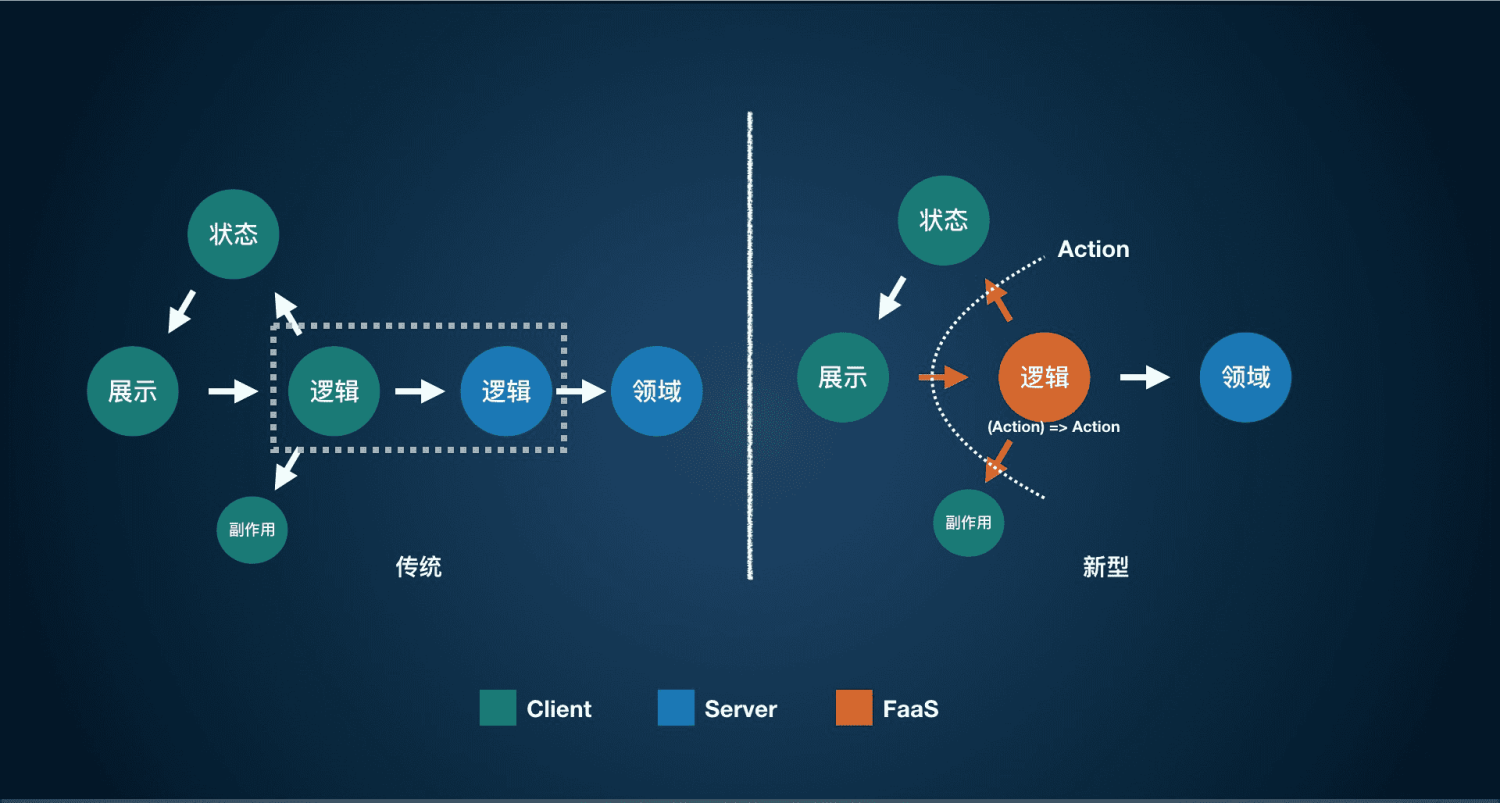 状态
展示
逻辑
逻辑
领域
副作用
传统
状态
Action
展示
逻辑
领域
(Action) => Action
副作用
新型
Client
Server
FaaS